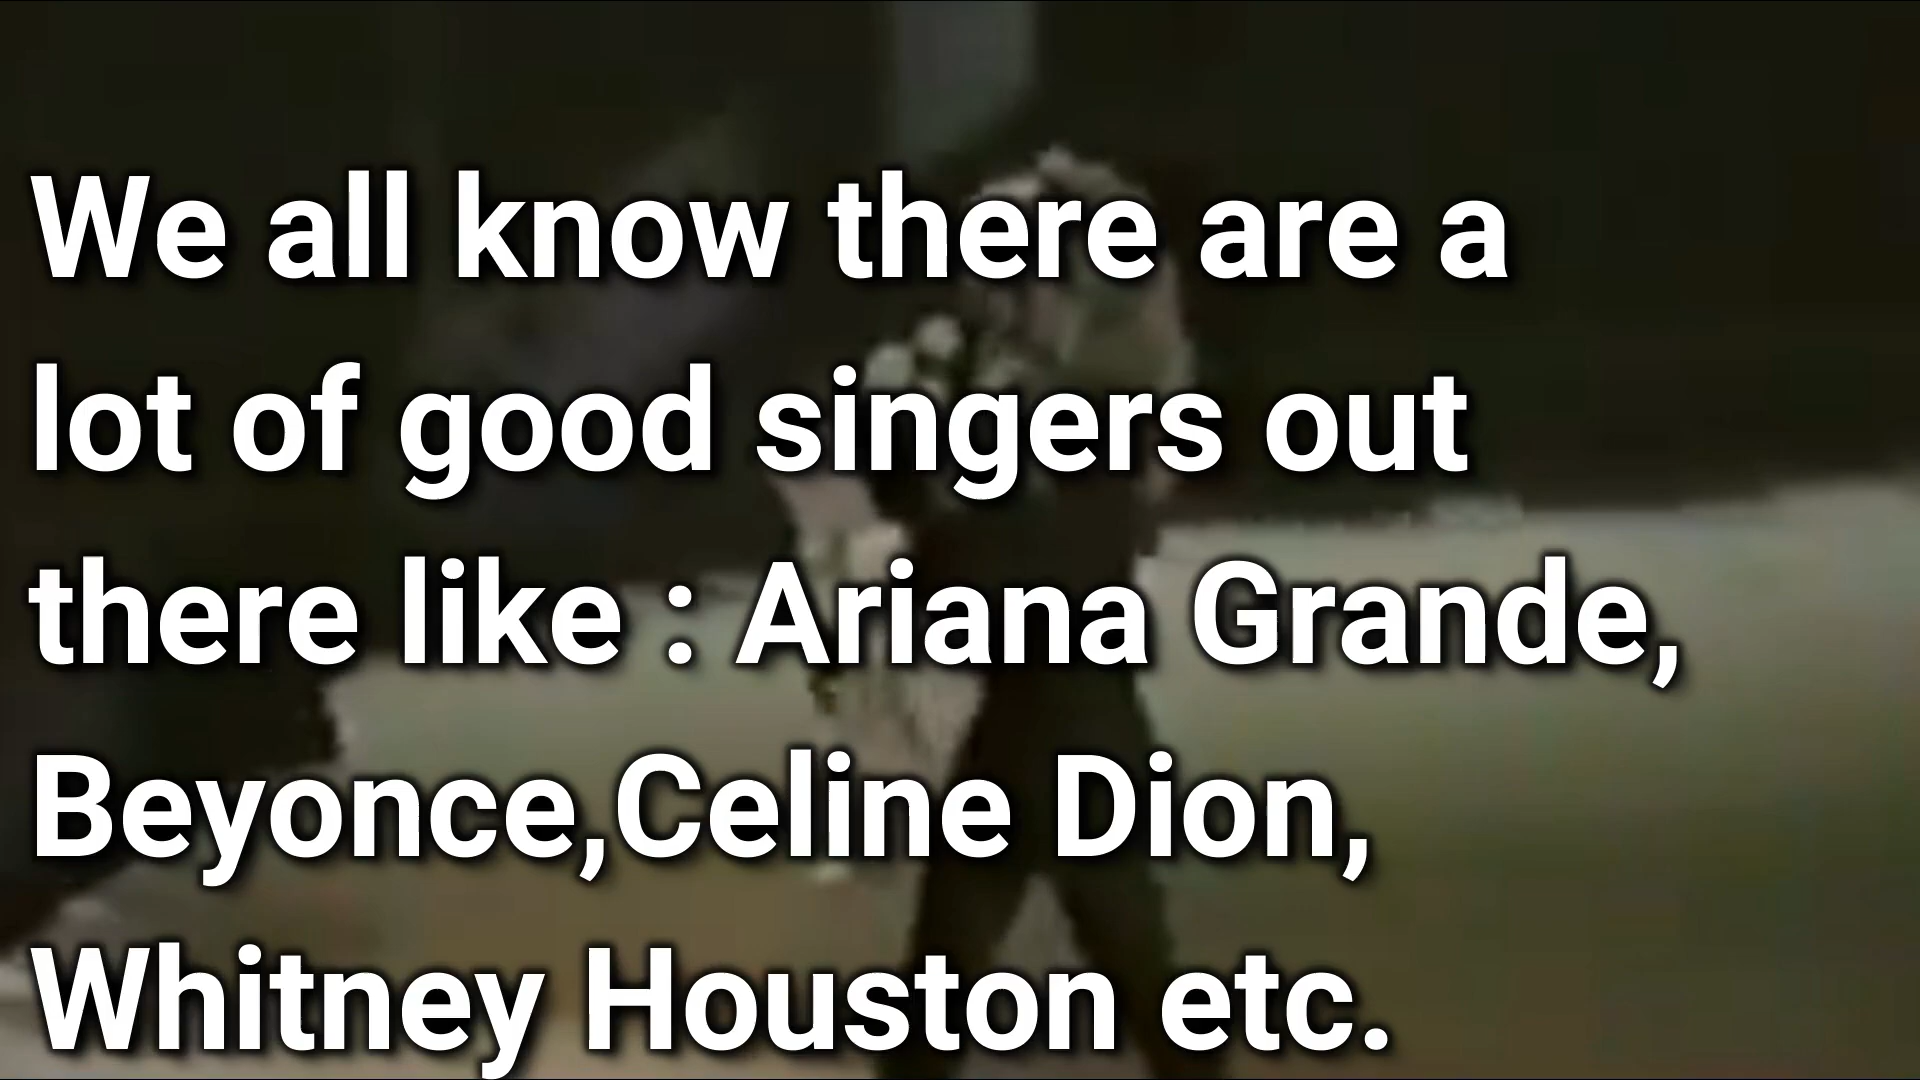 We all know there are a
lot of good singers out
there like : Ariana Grande,
Beyonce,Celine Dion,
Whitney Houston etc.